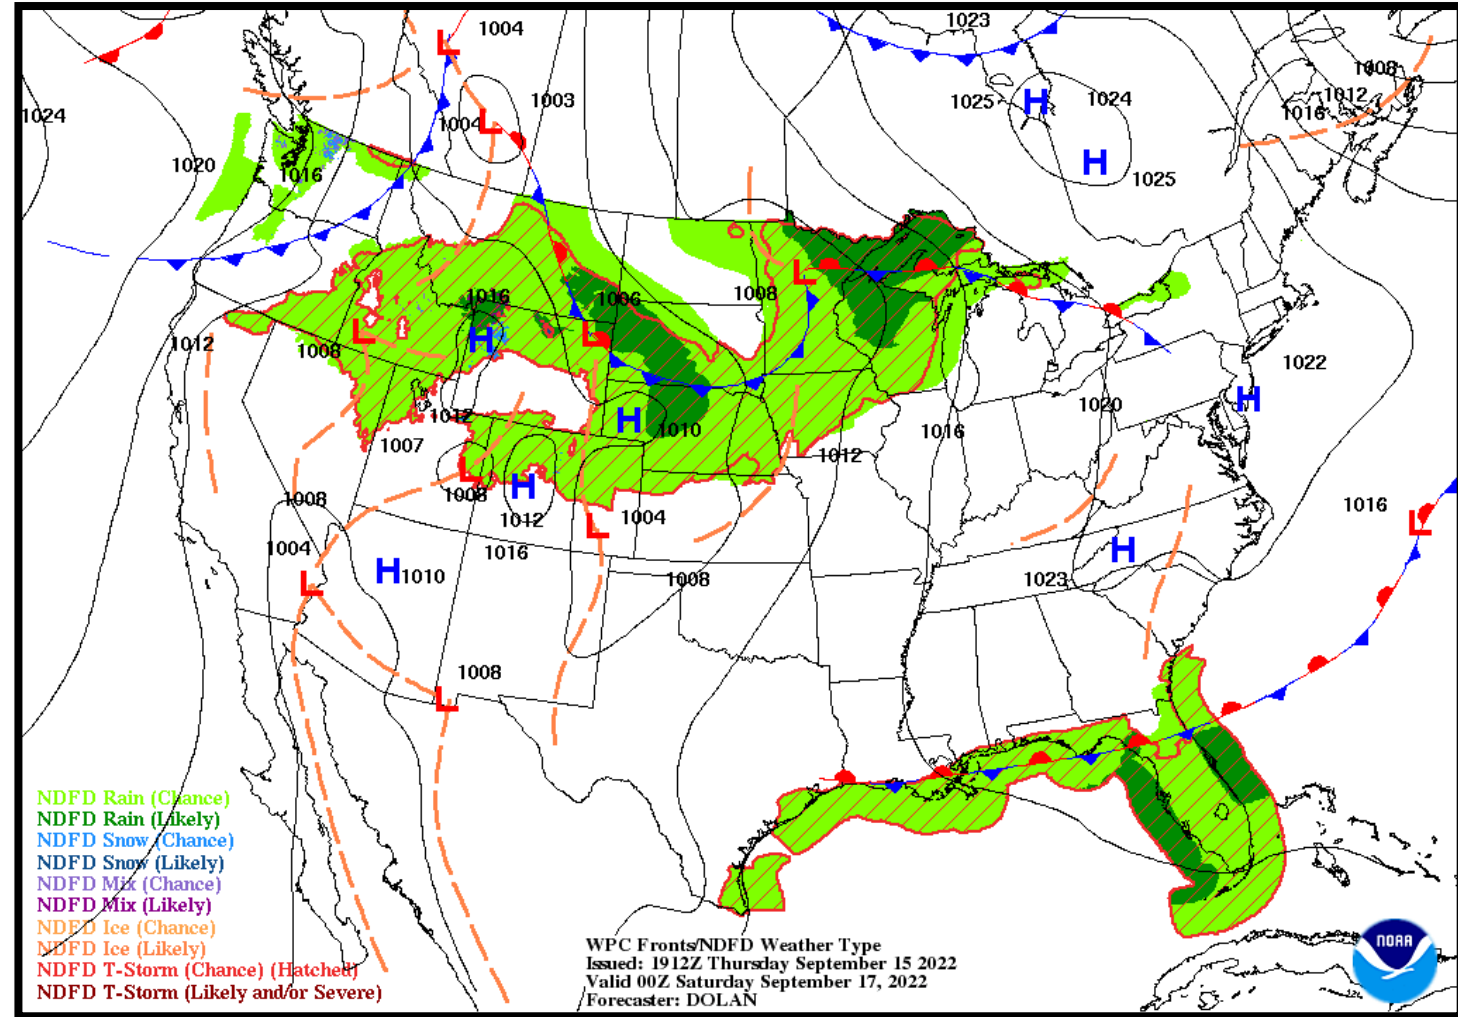 1023
1004
1008
1024
1003
1025
1024
1012
1004
1016
1020
1016
1025
1016
1006
1008
1012
1008
1022
1012
1020
1007
1010
1016
1012
1008
1008
1012
1004
1016
1004
1016
1010
1008
1023
1008
H
H
H
H
H
H
H
H
L
L
L
L
L
L
L
L
L
L
NDFD Rain (Chance)
NDFD Rain (Likely)
NDFD Snow (Chance)
NDFD Snow (Likely)
NDFD Mix (Chance)
NDFD Mix (Likely)
NDFD Ice (Chance)
NDFD Ice (Likely)
NDFD T-Storm (Chance) (Hatched)
NDFD T-Storm (Likely and/or Severe)
WPC Fronts/NDFD Weather Type
Issued: 1912Z Thursday September 15 2022
Valid 00Z Saturday September 17, 2022
Forecaster: DOLAN
NOAA